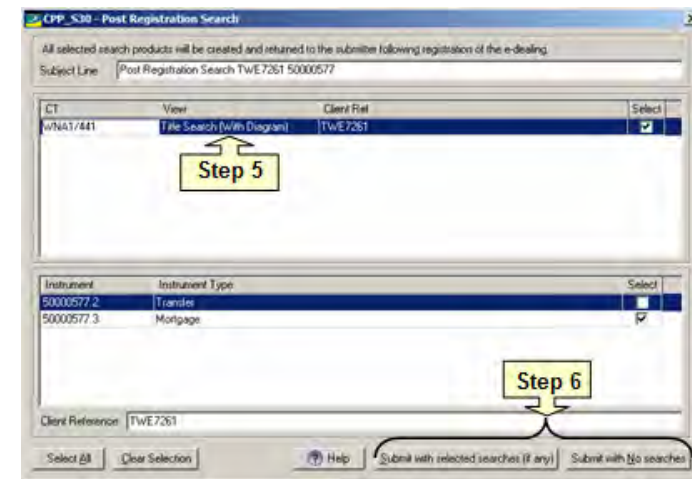 CPP_S30 - Post Registration Search
All selected search products will be created and returned to the submitter following registration of the e-dealing.
Subject Line Post Registration Search TWE7261 50000577
CT View Client Ref Select
WNA17/441 Title Search (With Diagram) TWE7261
Step 5
Instrument Instrument Type Select
50000577.2 Transfer
50000577.3 Mortgage
Step 6
Client Reference TWE7261
Select All Clear Selection Help Submit with selected searches (if any) Submit with No searches